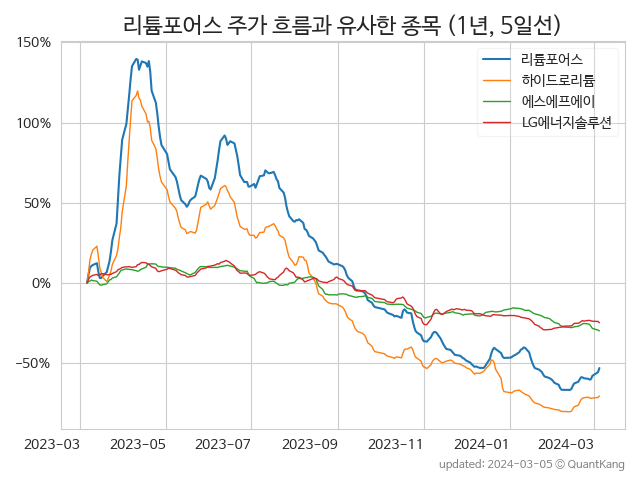 리튬포어스 주가 흐름과 유사한 종목 (1년, 5일선)
150%
100%
50%
0%
−50%
리튬포어스
하이드로리튬
에스에프에이
LG에너지솔루션
2023-03 2023-05 2023-07 2023-09 2023-11 2024-01 2024-03
updated: 2024-03-05 © QuantKang